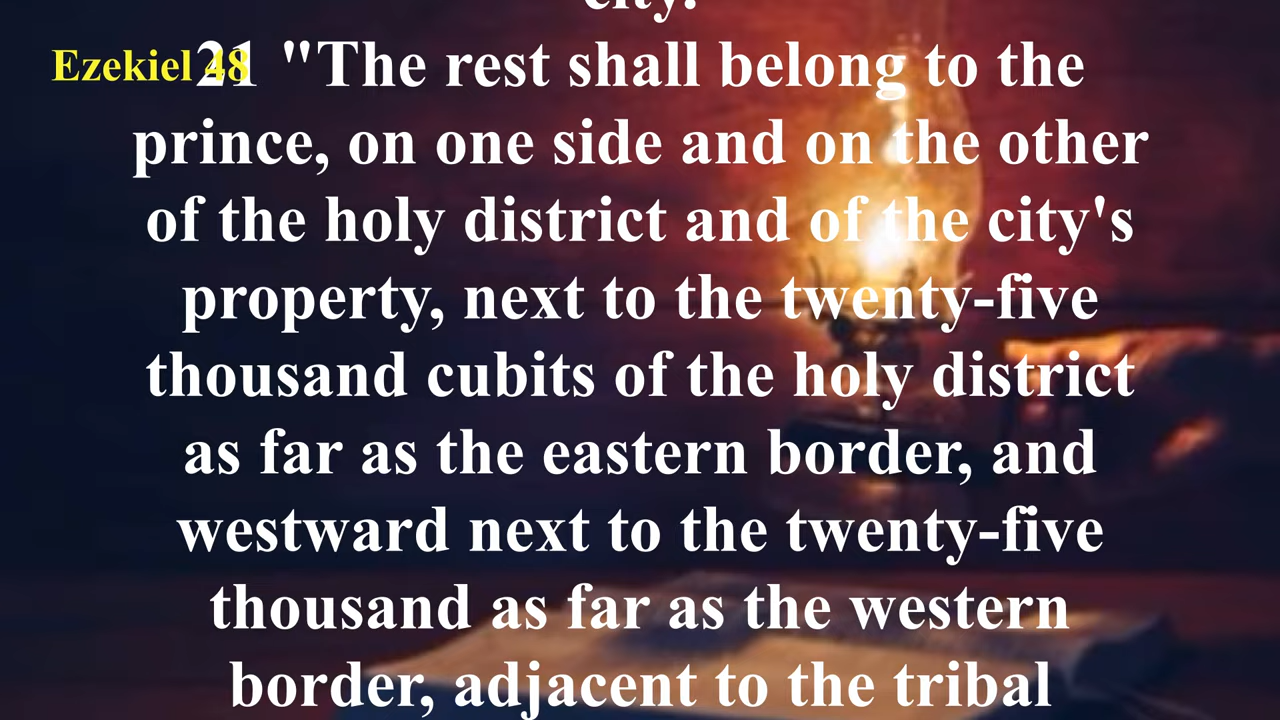 city.
Ezekiel 48
21 "The rest shall belong to the
prince, on one side and on the other
of the holy district and of the city's
property, next to the twenty-five
thousand cubits of the holy district
as far as the eastern border, and
westward next to the twenty-five
thousand as far as the western
border, adjacent to the tribal